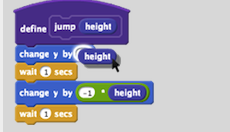 define jump height
change y by height
wait 1 secs
change y by -1 * height
wait 1 secs